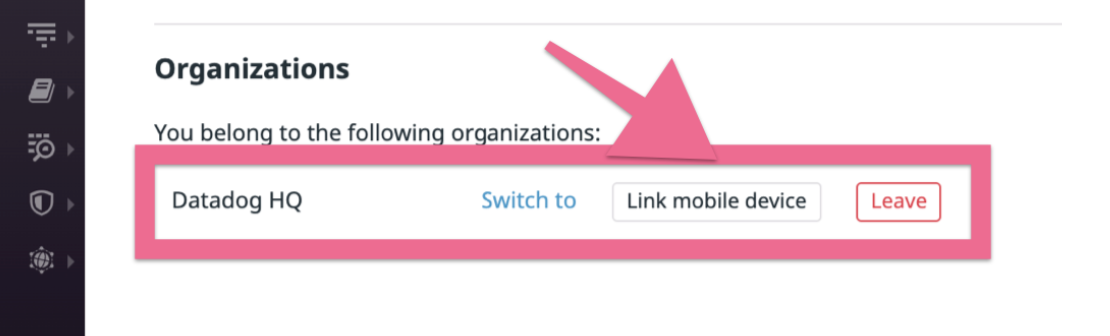 Organizations
You belong to the following organizations:
Datadog HQ Switch to Link mobile device Leave